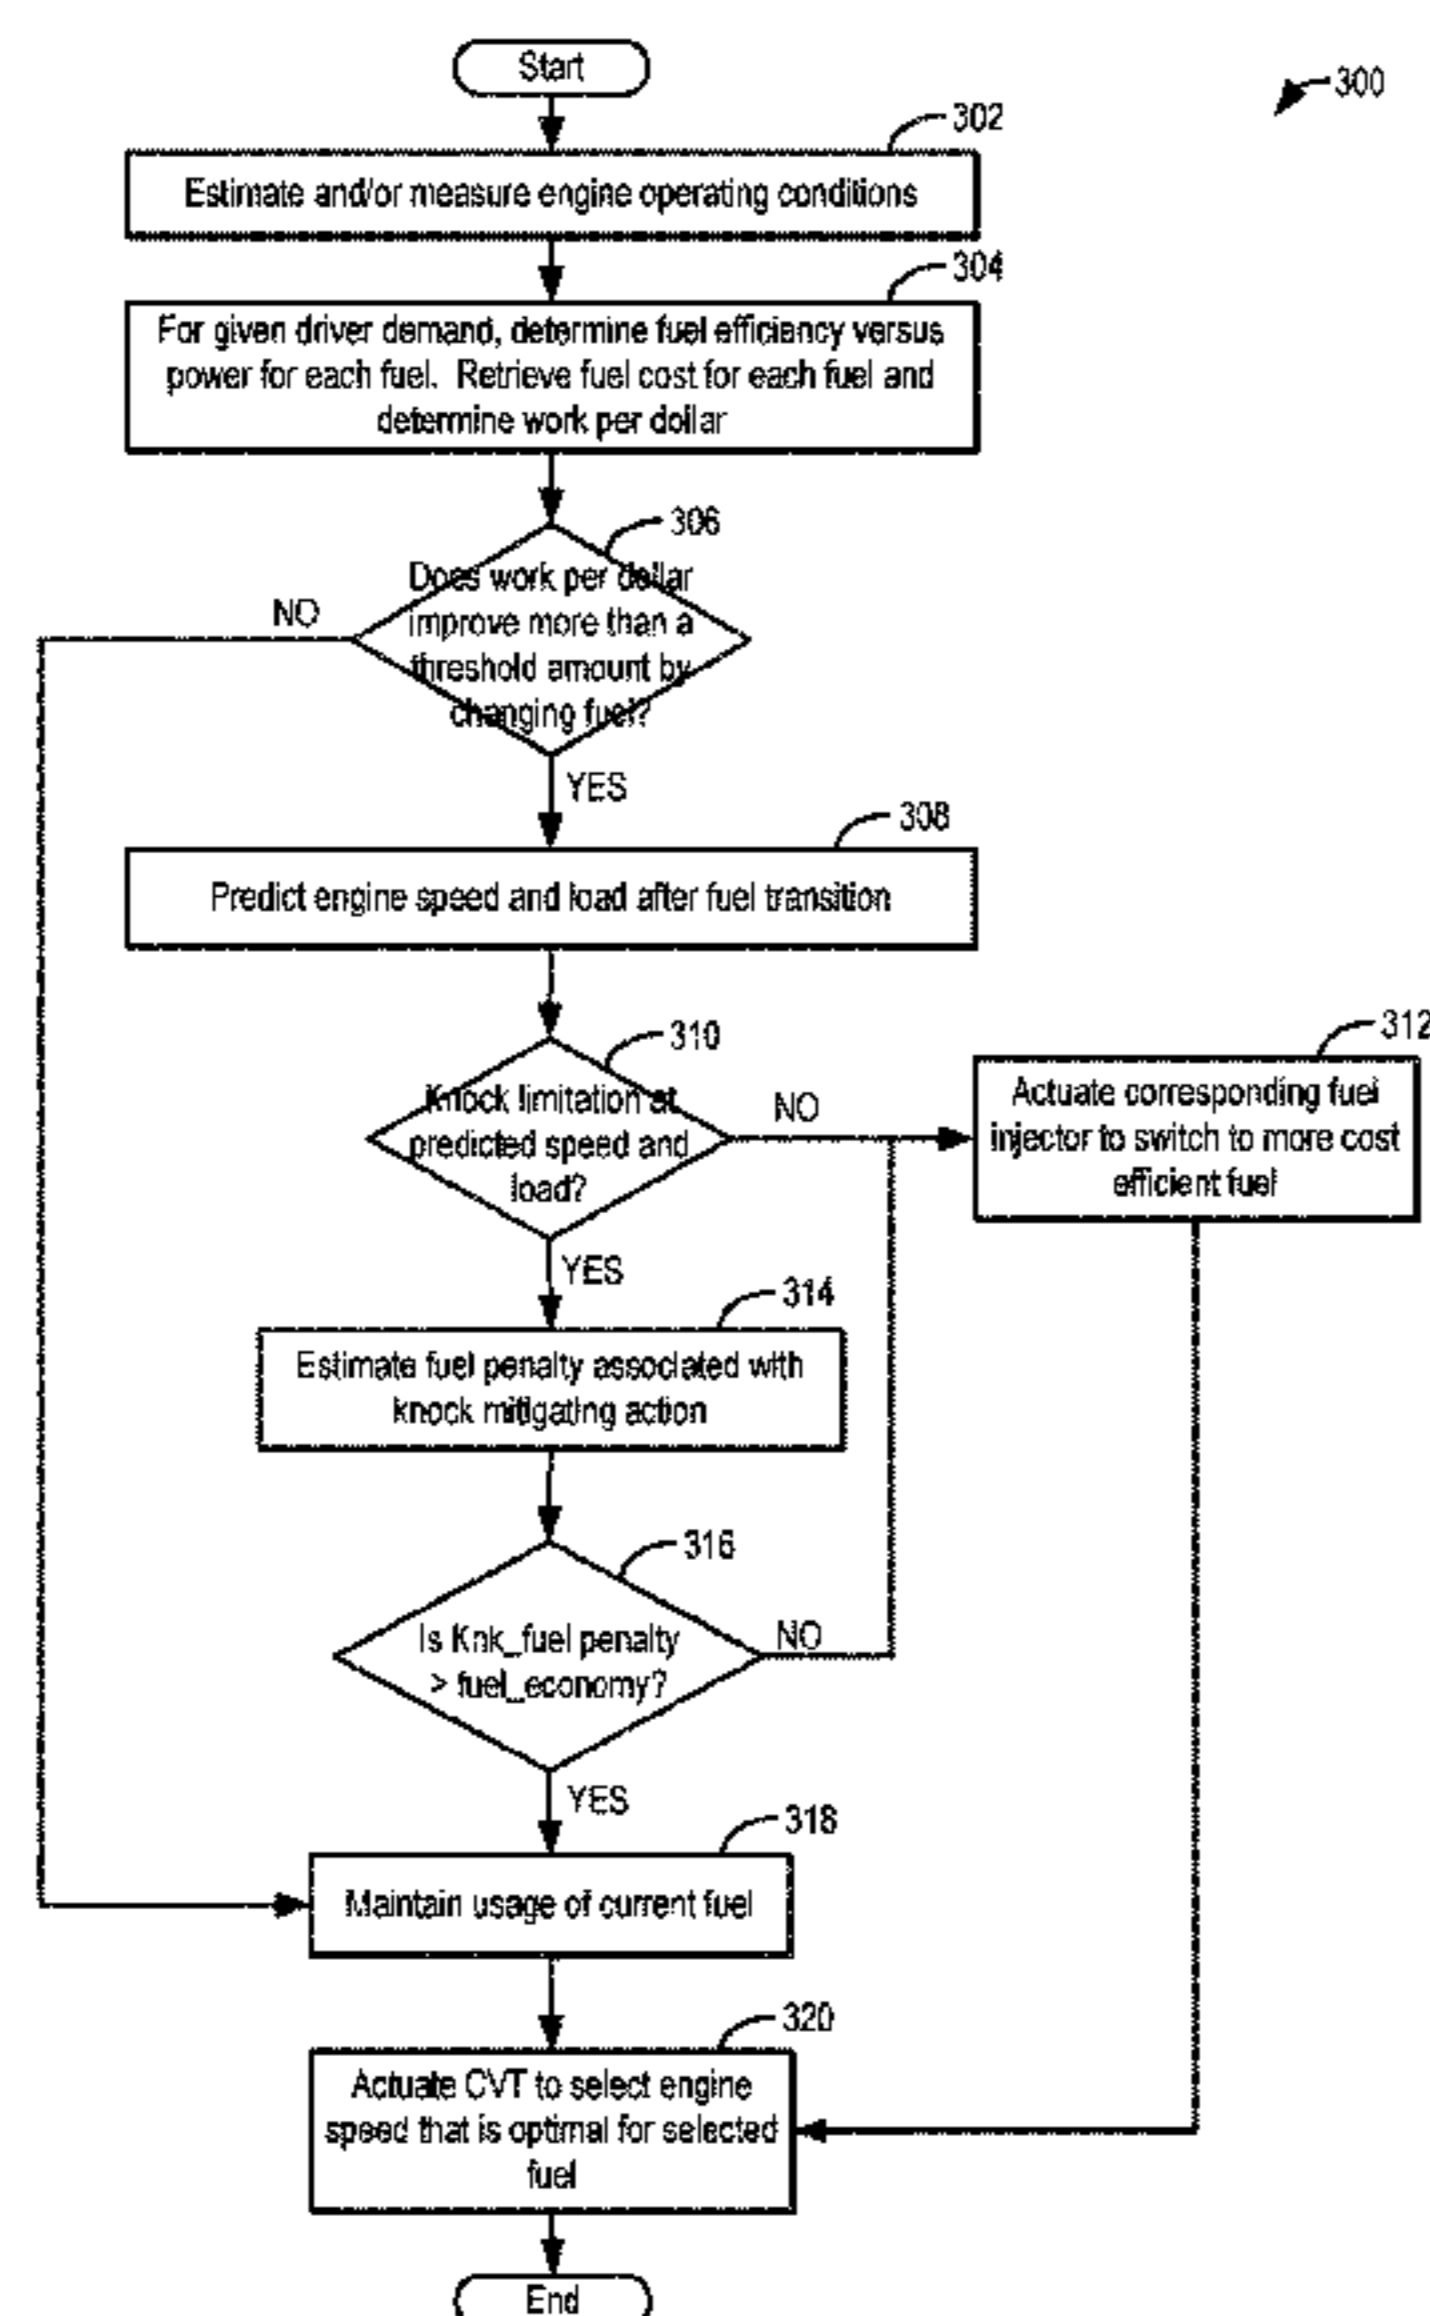 Start
300
302
Estimate and/or measure engine operating conditions
304
For given driver demand, determine fuel efficiency versus
power for each fuel. Retrieve fuel cost for each fuel and
determine work per dollar
306
Does work per dollar
improve more than a
threshold amount by
changing fuel?
NO
YES
308
Predict engine speed and load after fuel transition
310
Knock limitation at
predicted speed and
load?
NO
312
Actuate corresponding fuel
injector to switch to more cost
efficient fuel
YES
314
Estimate fuel penalty associated with
knock mitigating action
316
Is Knk_fuel penalty
> fuel_economy?
NO
YES
318
Maintain usage of current fuel
320
Actuate CVT to select engine
speed that is optimal for selected
fuel
End